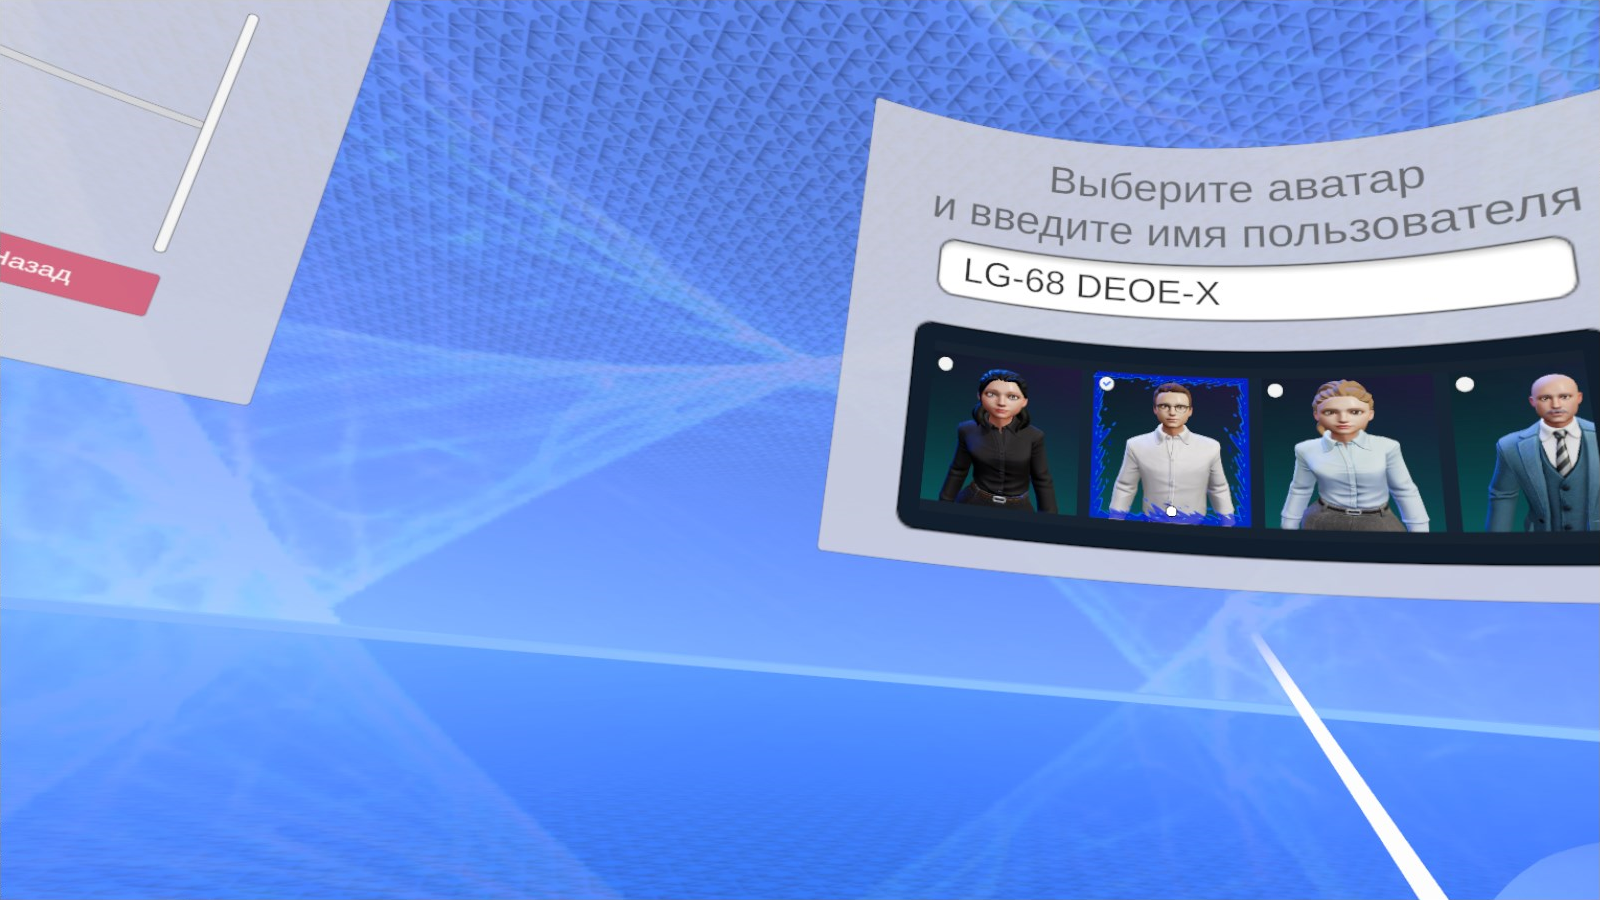 Назад
Выберите аватар
и введите имя пользователя
LG-68 DEOE-X